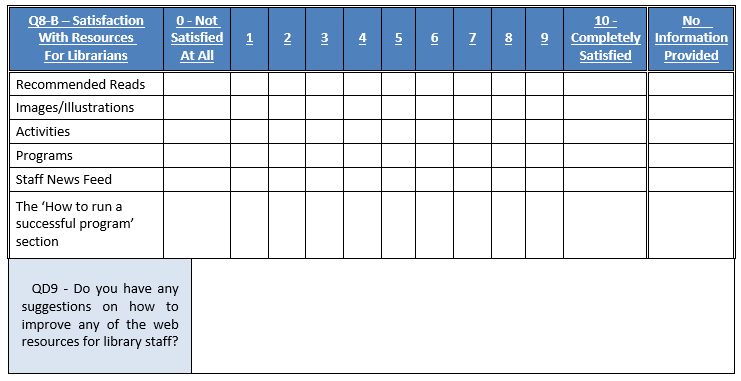 Q8-B – Satisfaction
With Resources
For Librarians
0 - Not
Satisfied
At All
1
2
3
4
5
6
7
8
9
10 -
Completely
Satisfied
No
Information
Provided
Recommended Reads
Images/Illustrations
Activities
Programs
Staff News Feed
The ‘How to run a
successful program’
section
QD9 - Do you have any
suggestions on how to
improve any of the web
resources for library staff?